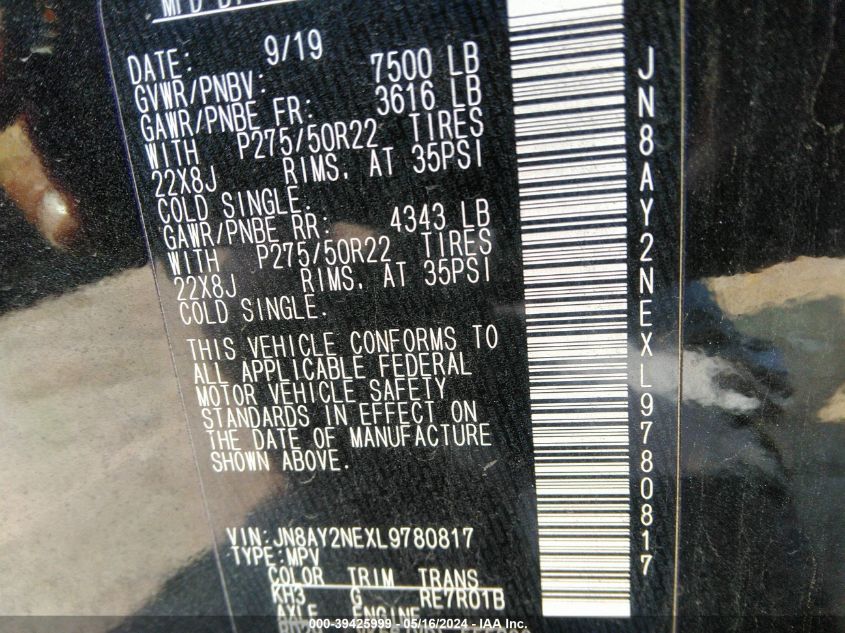 MFD BY
DATE: 9/19
GVWR/PNBV: 7500 LB
GAWR/PNBE FR: 3616 LB
WITH P275/50R22 TIRES
22X8J RIMS, AT 35PSI
COLD SINGLE.
GAWR/PNBE RR: 4343 LB
WITH P275/50R22 TIRES
22X8J RIMS, AT 35PSI
COLD SINGLE.
THIS VEHICLE CONFORMS TO
ALL APPLICABLE FEDERAL
MOTOR VEHICLE SAFETY
STANDARDS IN EFFECT ON
THE DATE OF MANUFACTURE
SHOWN ABOVE.
VIN:JN8AY2NEXL9780817
TYPE:MPV
COLOR TRIM TRANS
KH3 G RE7R01B
AXLE ENGINE
JN8AY2NEXL9780817
000-39425999 - 05/16/2024 - IAA Inc.